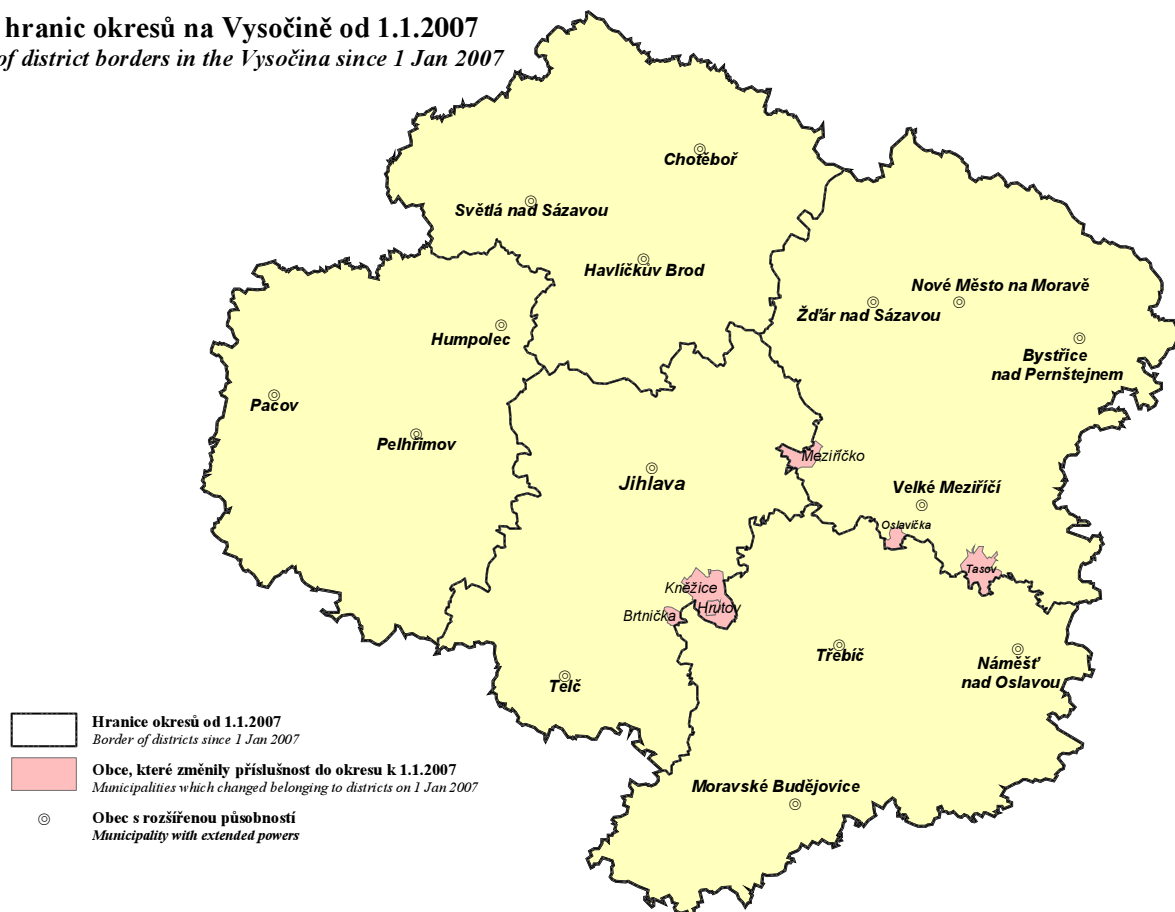 hranic okresů na Vysočině od 1.1.2007
of district borders in the Vysočina since 1 Jan 2007
Chotěboř
Světlá nad Sázavou
Havlíčkův Brod
Nové Město na Moravě
Žďár nad Sázavou
Humpolec
Bystřice
nad Pernštejnem
Pacov
Pelhřimov
Meziříčko
Jihlava
Velké Meziříčí
Oslavička
Tasov
Kněžice
Hrutov
Brtnička
Třebíč
Náměšť
nad Oslavou
Telč
Moravské Budějovice
Hranice okresů od 1.1.2007
Border of districts since 1 Jan 2007
Obce, které změnily příslušnost do okresu k 1.1.2007
Municipalities which changed belonging to districts on 1 Jan 2007
Obec s rozšířenou působností
Municipality with extended powers